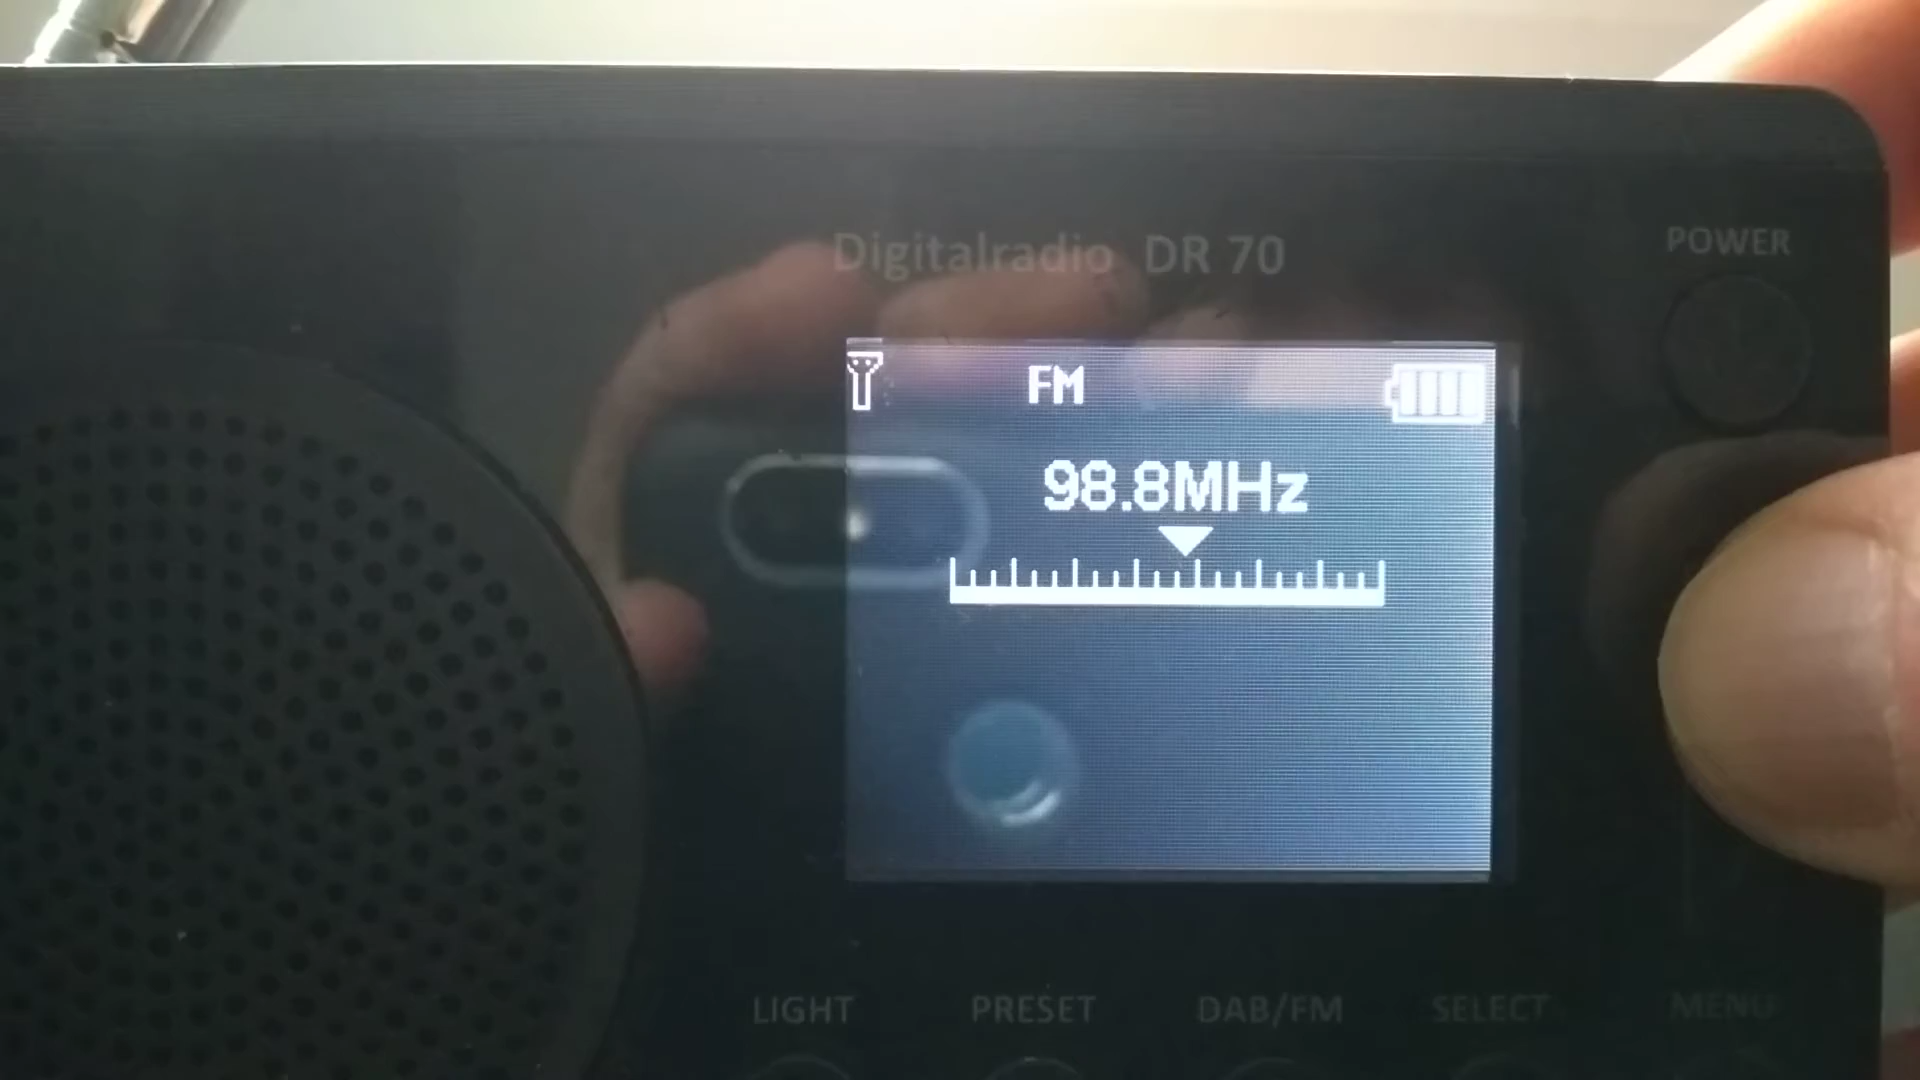 Digitalradio DR 70
POWER
FM
98.8MHz
LIGHT PRESET DAB/FM SELECT MENU